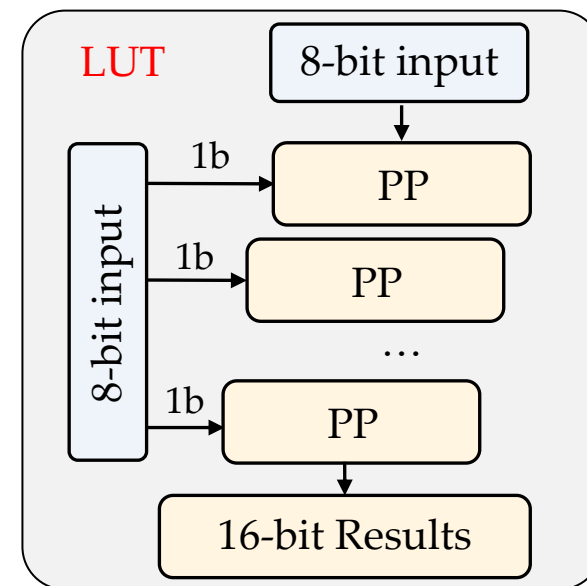 LUT
8-bit input
8-bit input
1b
PP
1b
PP
...
1b
PP
16-bit Results